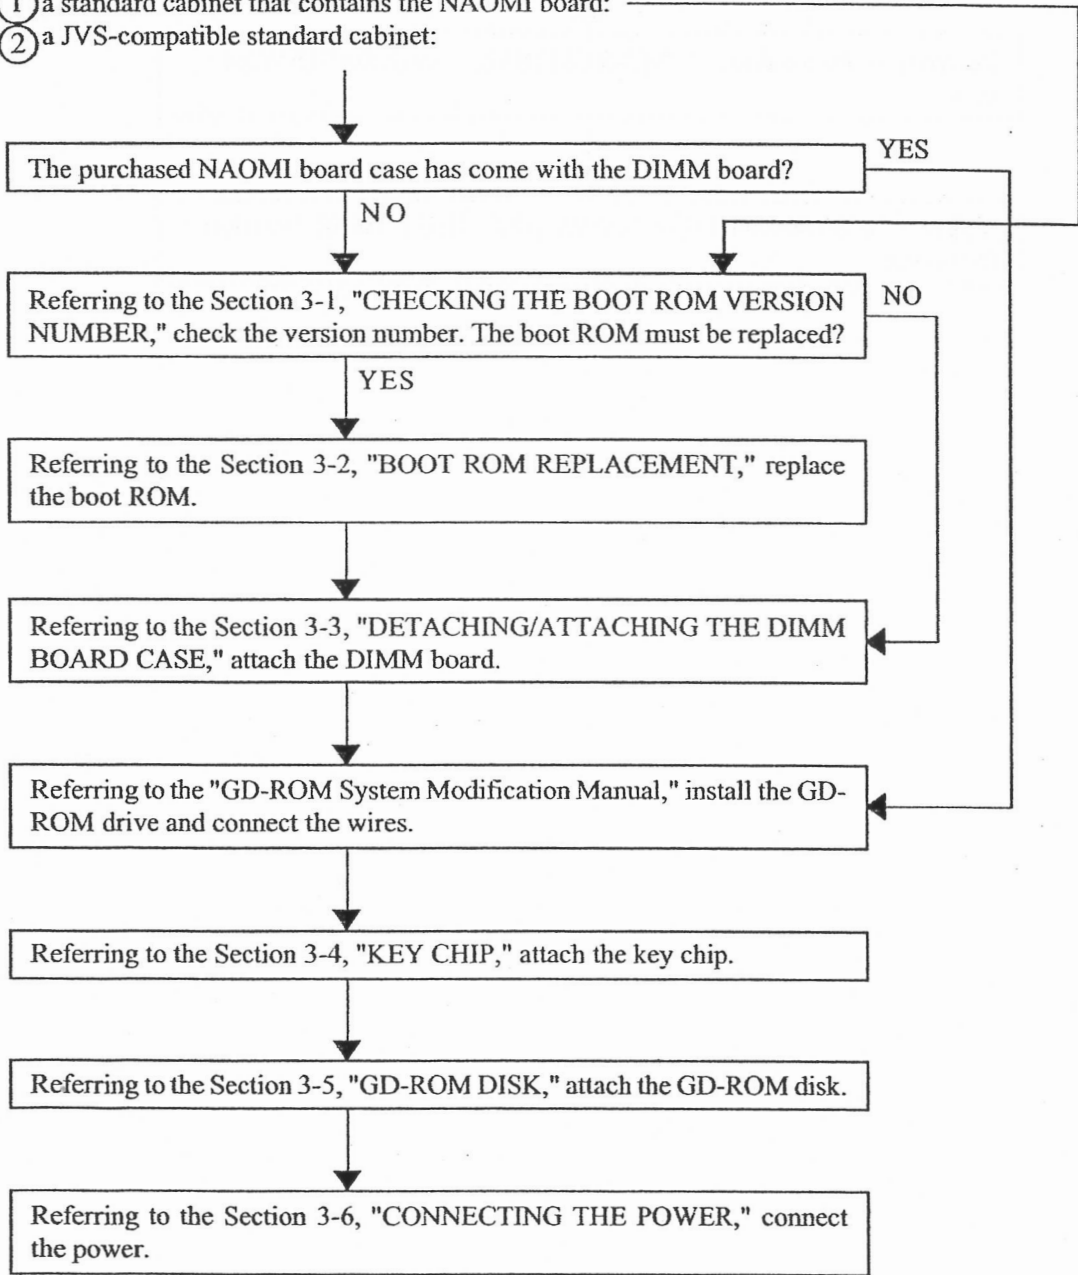 1 a standard cabinet that contains the NAOMI board:
2 a JVS-compatible standard cabinet:
The purchased NAOMI board case has come with the DIMM board?
YES
NO
Referring to the Section 3-1, "CHECKING THE BOOT ROM VERSION
NUMBER," check the version number. The boot ROM must be replaced?
NO
YES
Referring to the Section 3-2, "BOOT ROM REPLACEMENT," replace
the boot ROM.
Referring to the Section 3-3, "DETACHING/ATTACHING THE DIMM
BOARD CASE," attach the DIMM board.
Referring to the "GD-ROM System Modification Manual," install the GD-
ROM drive and connect the wires.
Referring to the Section 3-4, "KEY CHIP," attach the key chip.
Referring to the Section 3-5, "GD-ROM DISK," attach the GD-ROM disk.
Referring to the Section 3-6, "CONNECTING THE POWER," connect
the power.